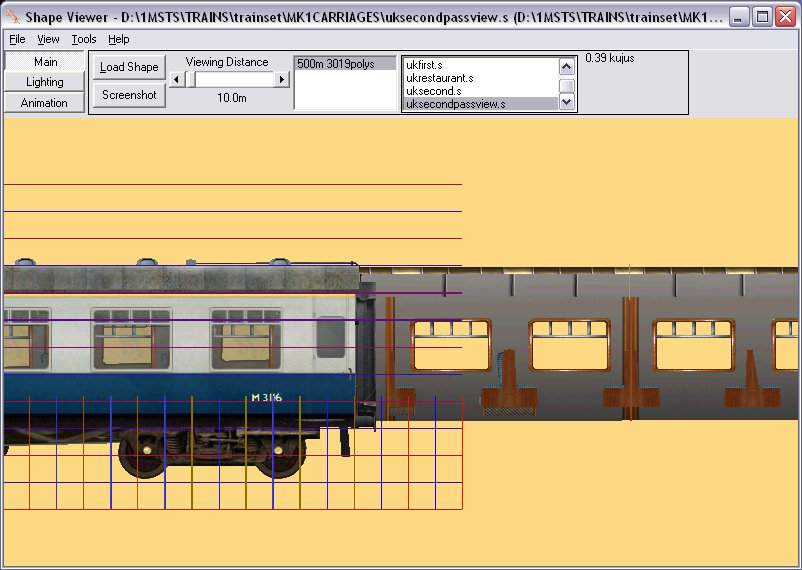 Shape Viewer - D:\1MSTS\TRAINS\trainset\MK1CARRIAGES\uksecondpassview.s (D:\1MSTS\TRAINS\trainset\MK1...
File View Tools Help
Main
Lighting
Animation
Load Shape
Screenshot
Viewing Distance
10.0m
500m 3019polys
ukfirst.s
ukrestaurant.s
uksecond.s
uksecondpassview.s
0.39 kujus
M 3116